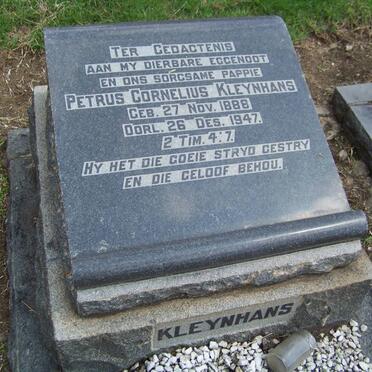 TER GEDACTENIS
AAN MY DIERBARE EGGENOOT
EN ONS SORGSAME PAPPIE
PETRUS CORNELIUS KLEYNHANS
GEB. 27 NOV. 1888
OORL. 26 DES. 1947.
2 TIM. 4:7.
HY HET DIE GOEIE STRYD GESTRY
EN DIE GELOOF BEHOU.
KLEYNHANS